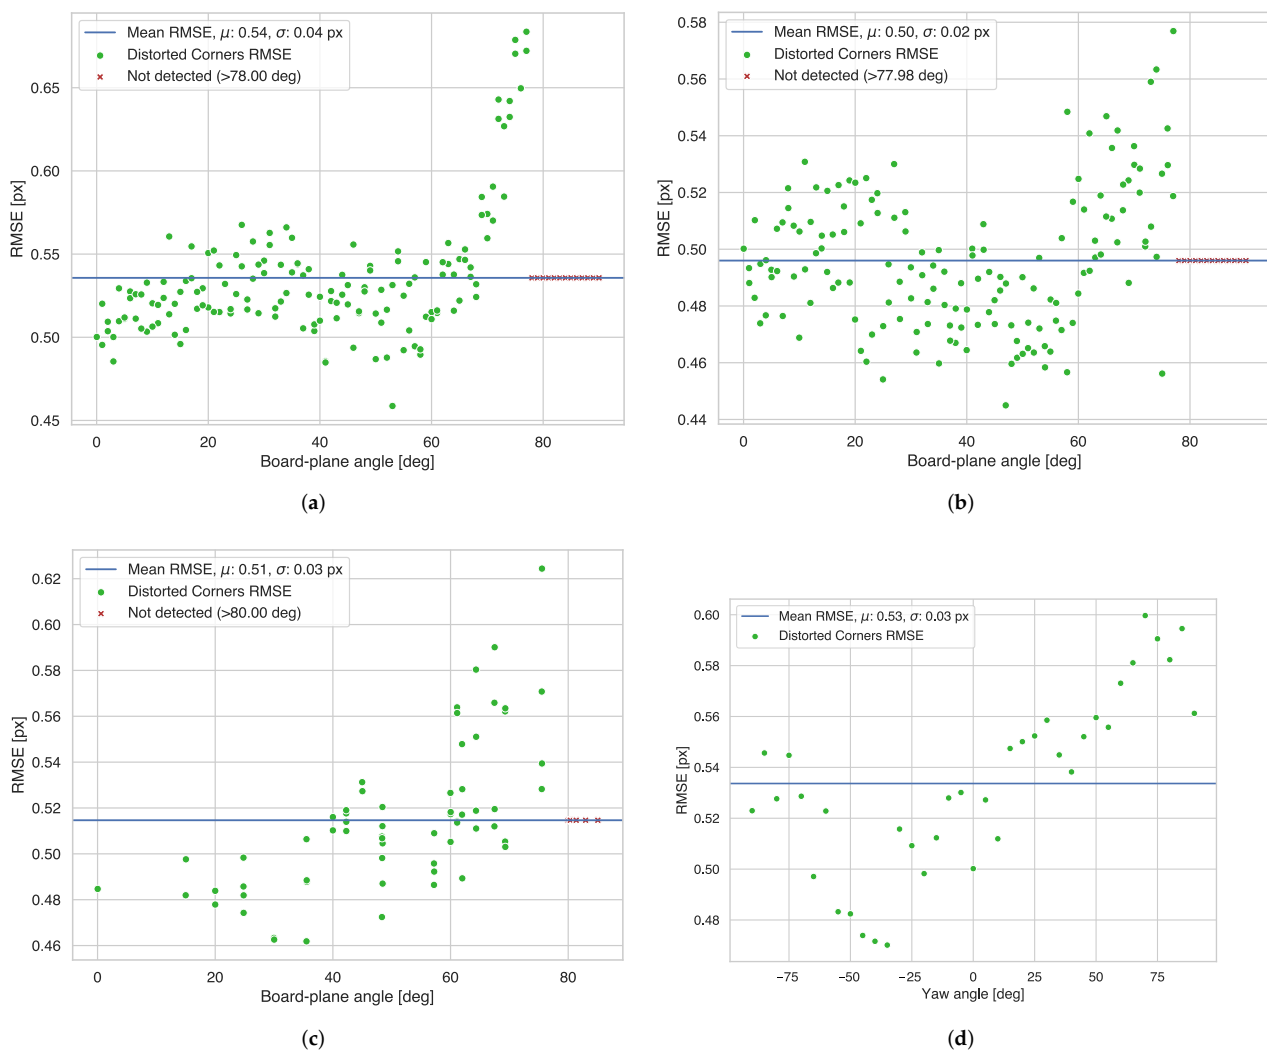 Mean RMSE, μ: 0.54, σ: 0.04 px
Distorted Corners RMSE
Not detected (>78.00 deg)
0.65
0.60
0.55
0.50
0.45
RMSE [px]
0
20
40
60
80
Board-plane angle [deg]
(a)
Mean RMSE, μ: 0.50, σ: 0.02 px
Distorted Corners RMSE
Not detected (>77.98 deg)
0.58
0.56
0.54
0.52
0.50
0.48
0.46
0.44
RMSE [px]
0
20
40
60
80
Board-plane angle [deg]
(b)
Mean RMSE, μ: 0.51, σ: 0.03 px
Distorted Corners RMSE
Not detected (>80.00 deg)
0.62
0.60
0.58
0.56
0.54
0.52
0.50
0.48
0.46
RMSE [px]
0
20
40
60
80
Board-plane angle [deg]
(c)
Mean RMSE, μ: 0.53, σ: 0.03 px
Distorted Corners RMSE
0.60
0.58
0.56
0.54
0.52
0.50
0.48
RMSE [px]
−75
−50
−25
0
25
50
75
Yaw angle [deg]
(d)